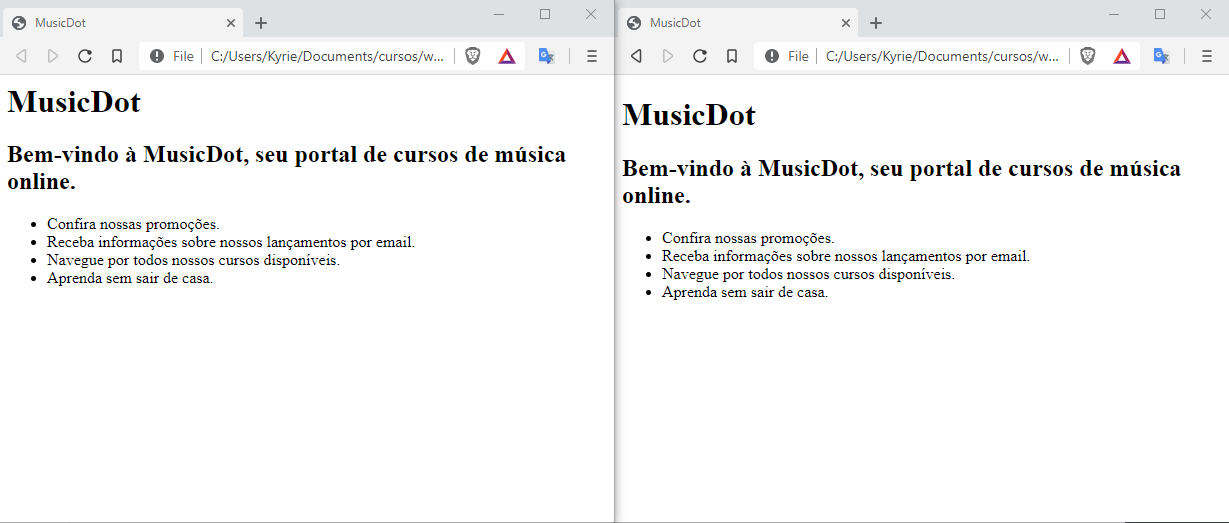 MusicDot
File
C:/Users/Kyrie/Documents/cursos/w...
MusicDot
Bem-vindo à MusicDot, seu portal de cursos de música
online.
Confira nossas promoções.
Receba informações sobre nossos lançamentos por email.
Navegue por todos nossos cursos disponíveis.
Aprenda sem sair de casa.
MusicDot
File
C:/Users/Kyrie/Documents/cursos/w...
MusicDot
Bem-vindo à MusicDot, seu portal de cursos de música
online.
Confira nossas promoções.
Receba informações sobre nossos lançamentos por email.
Navegue por todos nossos cursos disponíveis.
Aprenda sem sair de casa.